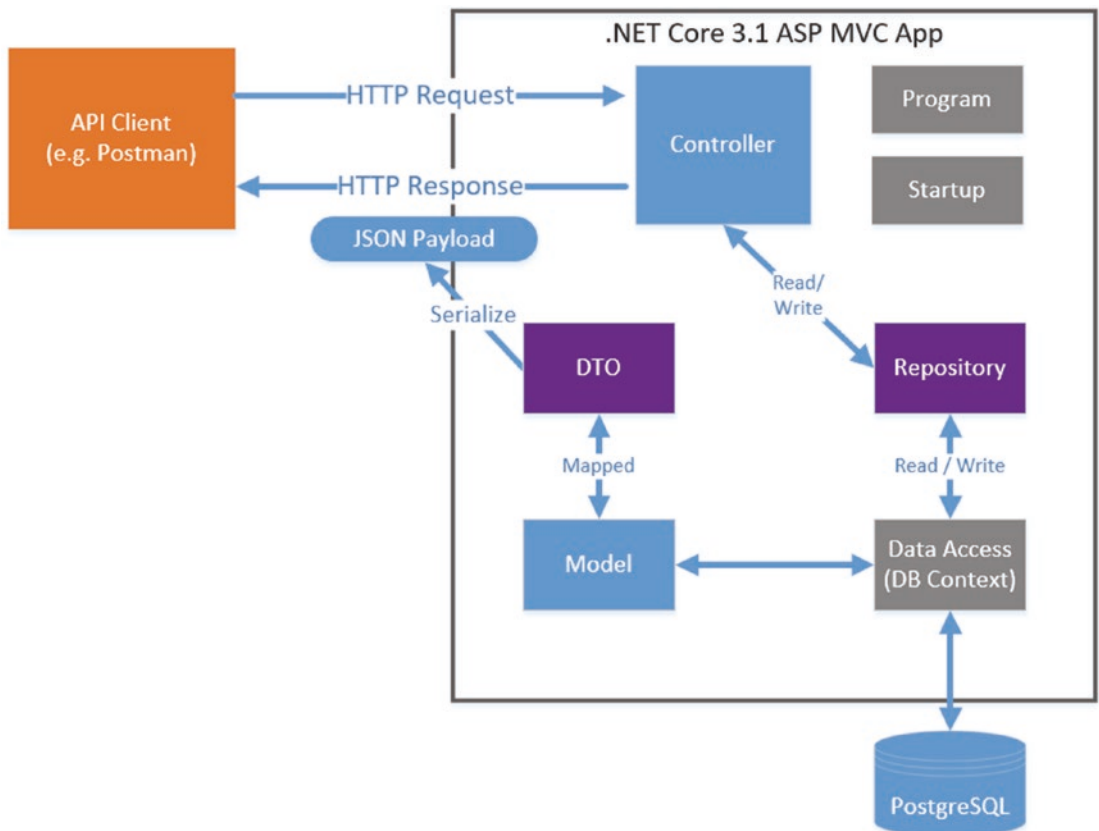 .NET Core 3.1 ASP MVC App
API Client
(e.g. Postman)
HTTP Request
HTTP Response
JSON Payload
Controller
Program
Startup
Serialize
Read/
Write
DTO
Repository
Mapped
Read / Write
Model
Data Access
(DB Context)
PostgreSQL